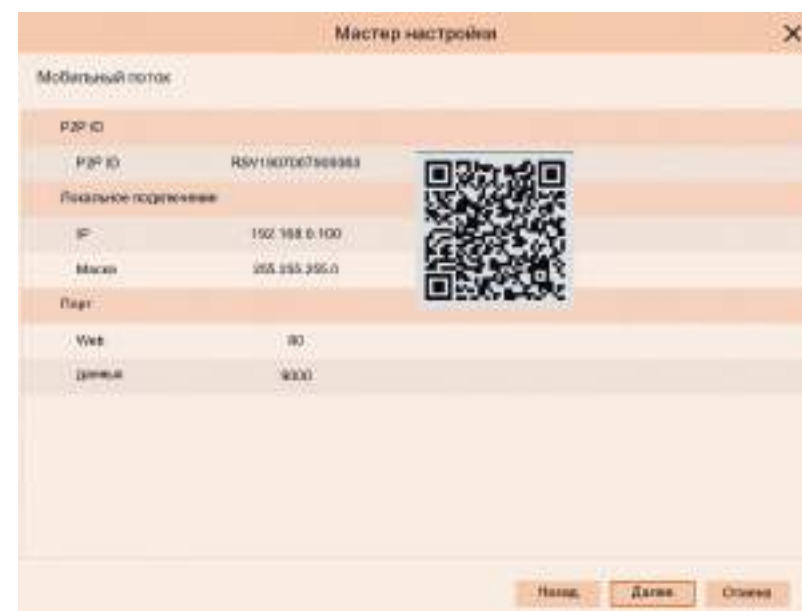 Мастер настройки
Мобильный поток
P2P ID
P2P ID
Локальное подключение
IP 192.168.0.100
Маска 255.255.255.0
Порт
Web 80
Данные 9000
Назад Далее Отмена